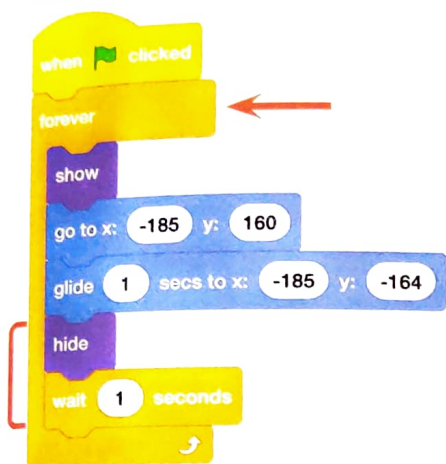 when clicked
forever
show
go to x: -185 y: 160
glide 1 secs to x: -185 y: -164
hide
wait 1 seconds